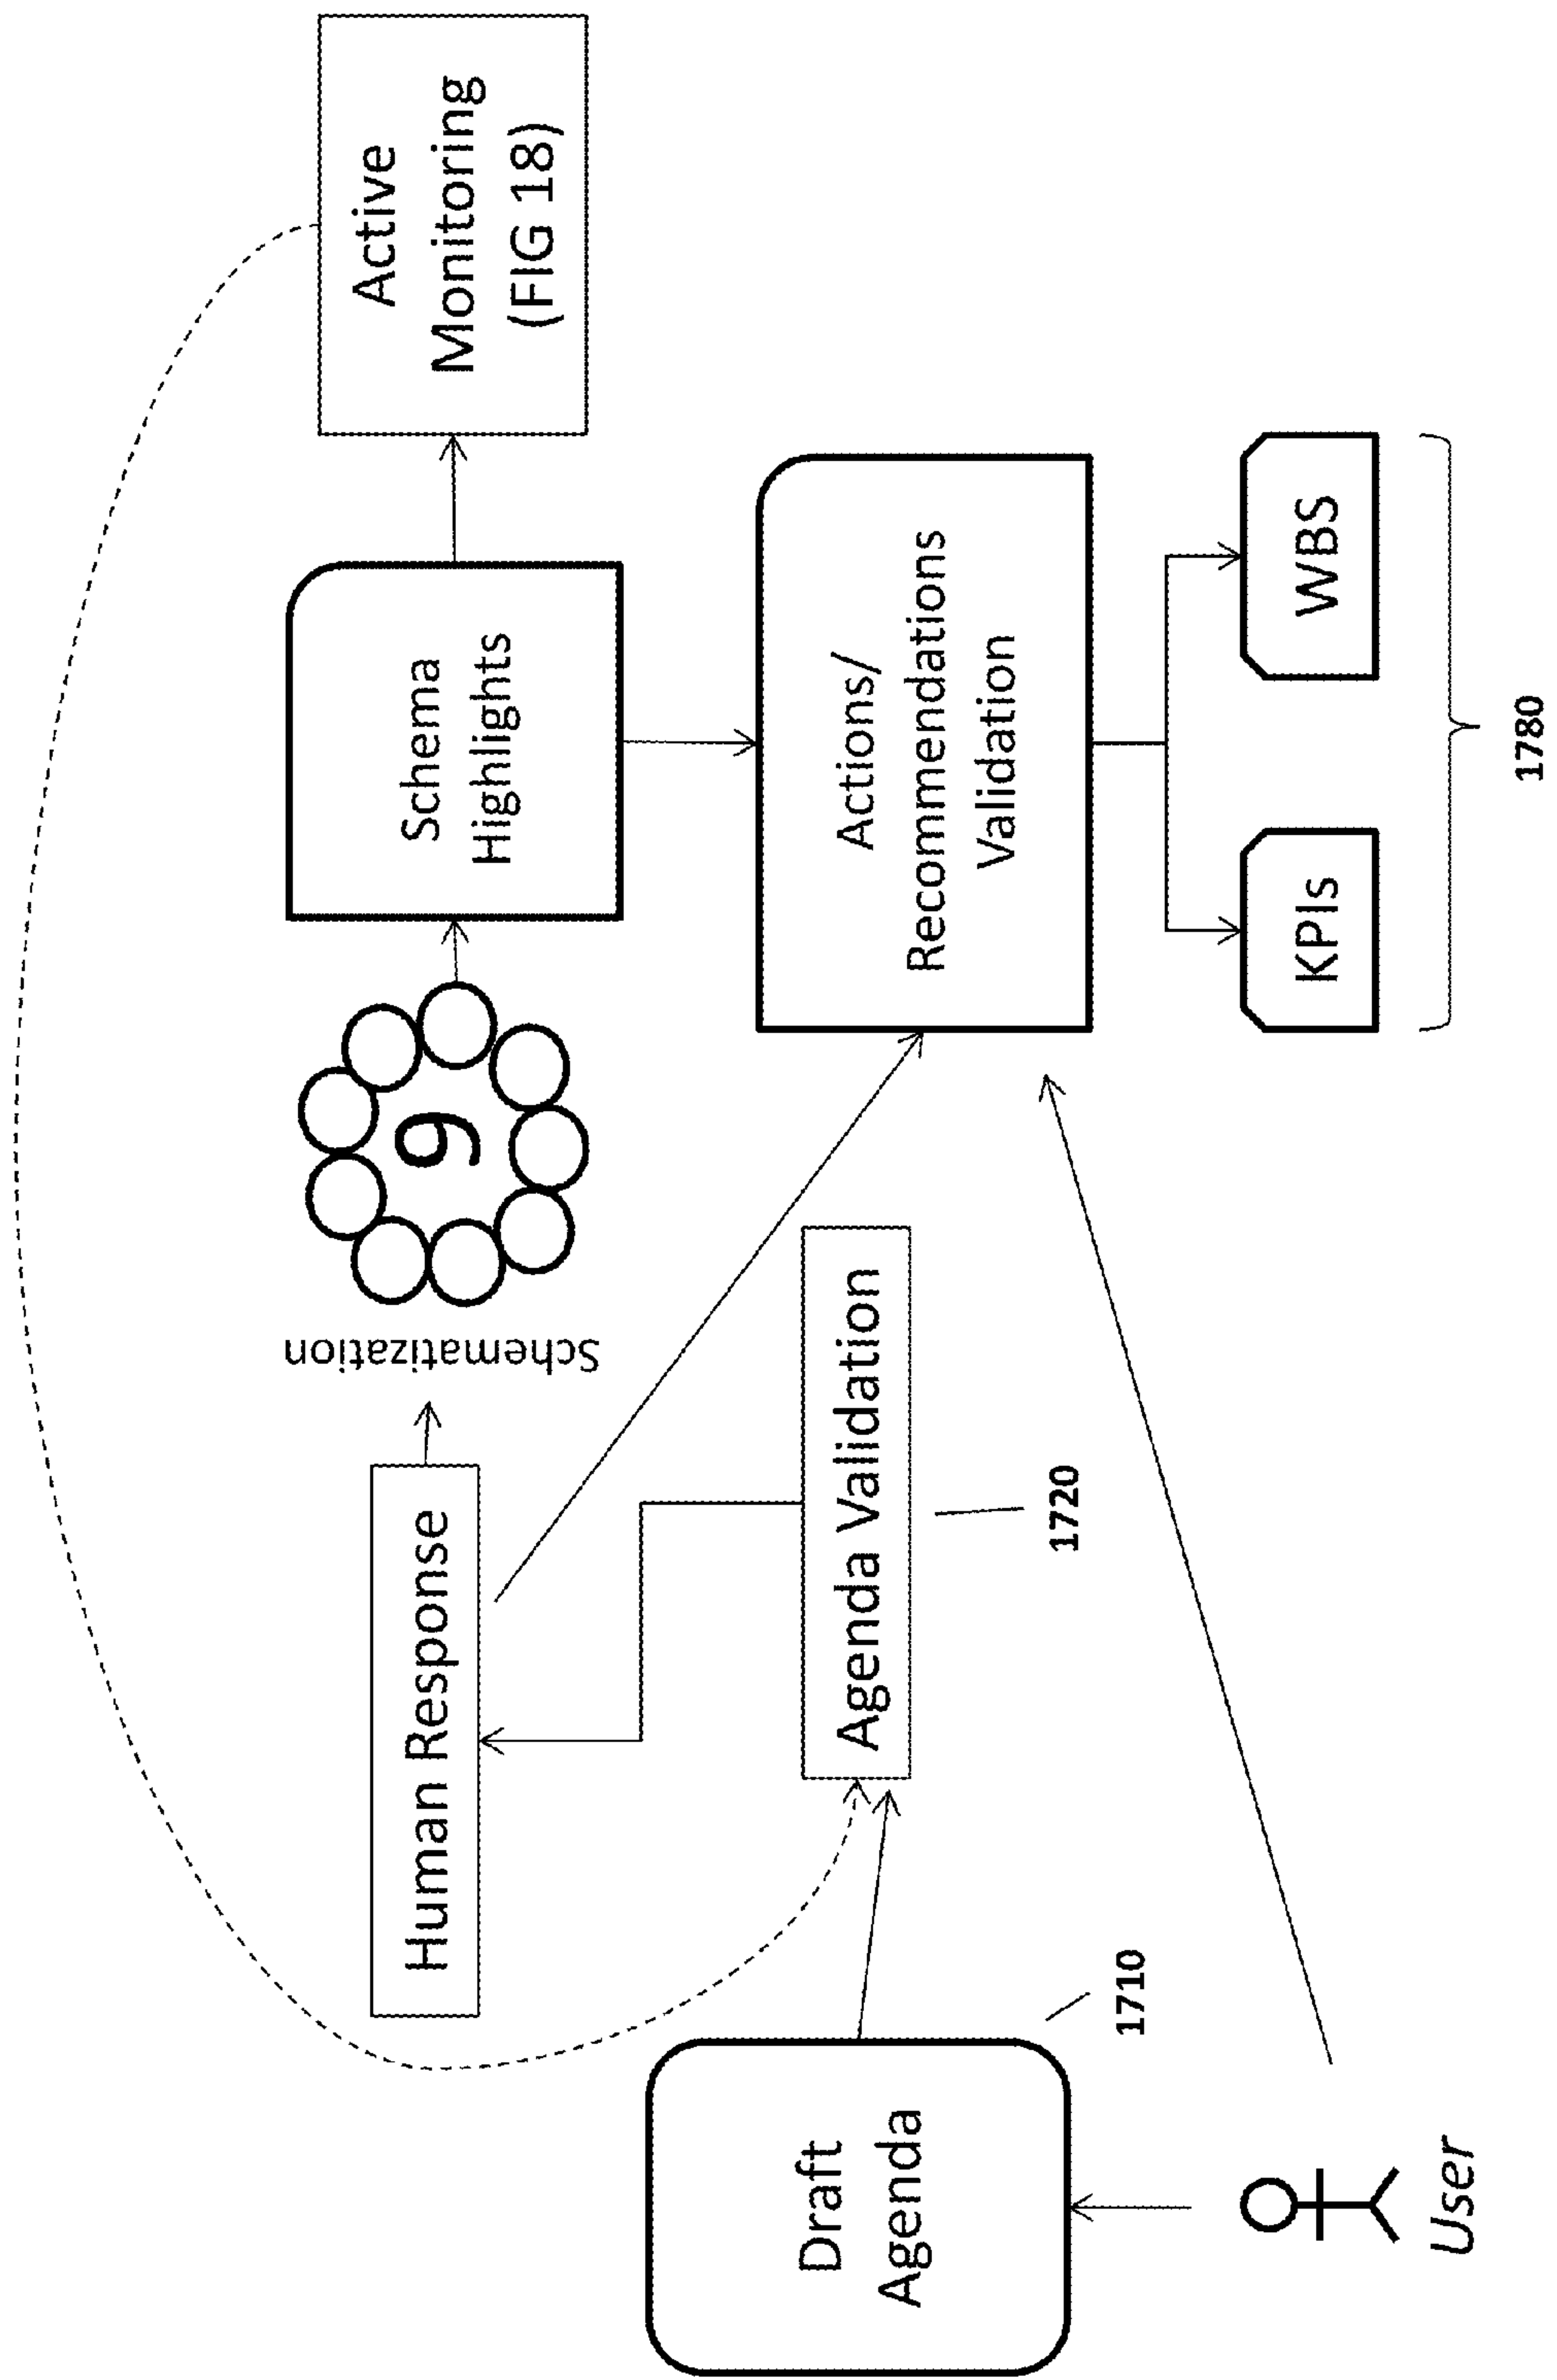 Human Response
Schematization
9
Schema
Highlights
Active
Monitoring
(FIG 18)
Draft
Agenda
1710
Agenda Validation
1720
Actions/
Recommendations
Validation
KPIs
WBS
1780
User